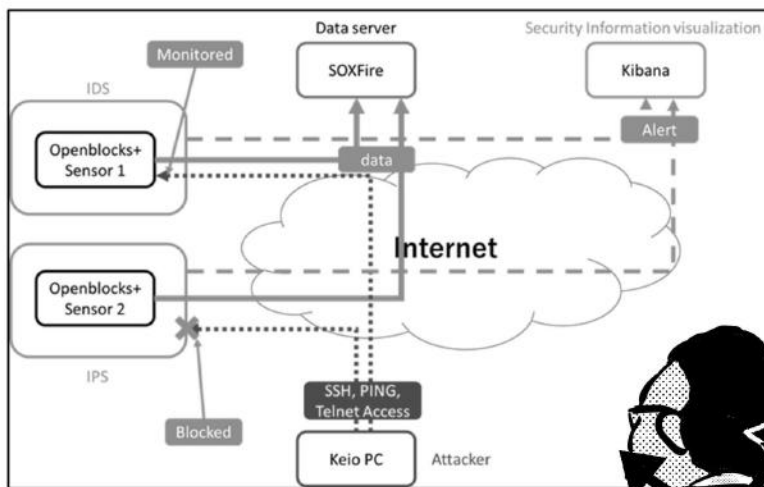 Data server
Security Information visualization
Monitored
SOXFire
Kibana
IDS
Alert
Openblocks+
Sensor 1
data
Internet
Openblocks+
Sensor 2
IPS
SSH, PING,
Telnet Access
Blocked
Keio PC
Attacker